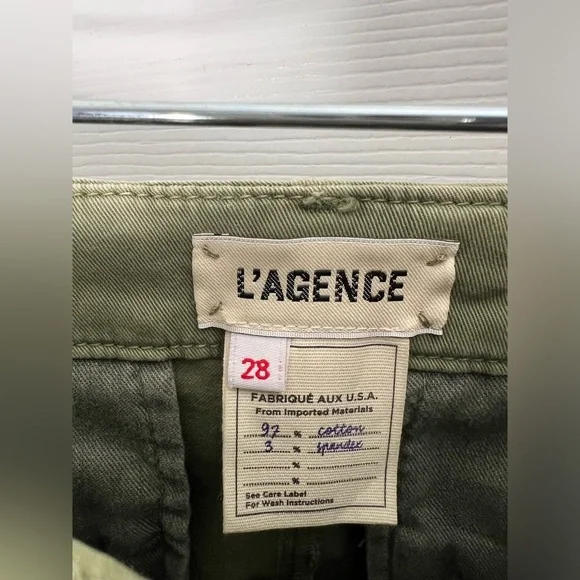 L'AGENCE
28
FABRIQUÉ AUX U.S.A.
From Imported Materials
97 % cotton
3 % spandex
%
%
See Care Label
For Wash Instructions